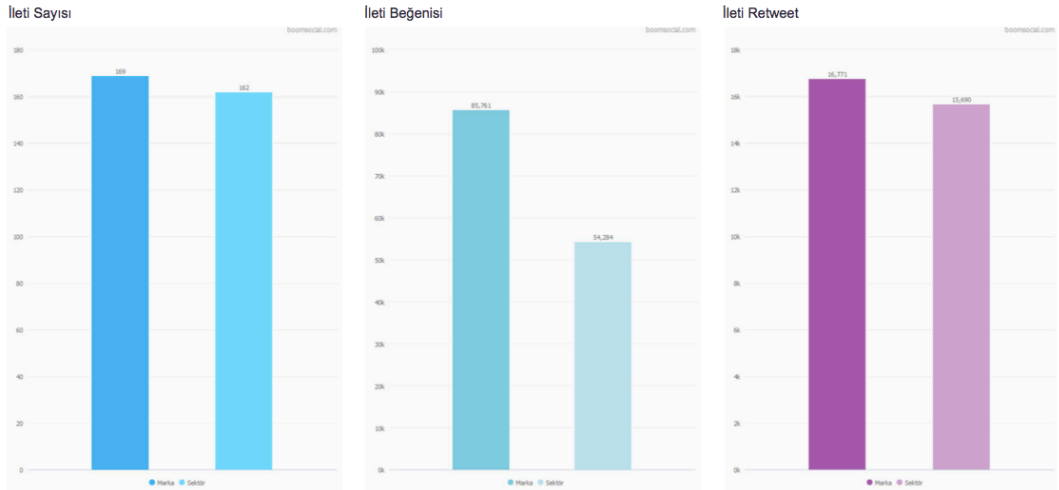 İleti Sayısı
boomsocial.com
180
160
140
120
100
80
60
40
20
0
169
162
Marka Sektör
İleti Beğenisi
boomsocial.com
100k
90k
80k
70k
60k
50k
40k
30k
20k
10k
0k
85,761
54,284
Marka Sektör
İleti Retweet
boomsocial.com
18k
16k
14k
12k
10k
8k
6k
4k
2k
0k
16,771
15,690
Marka Sektör